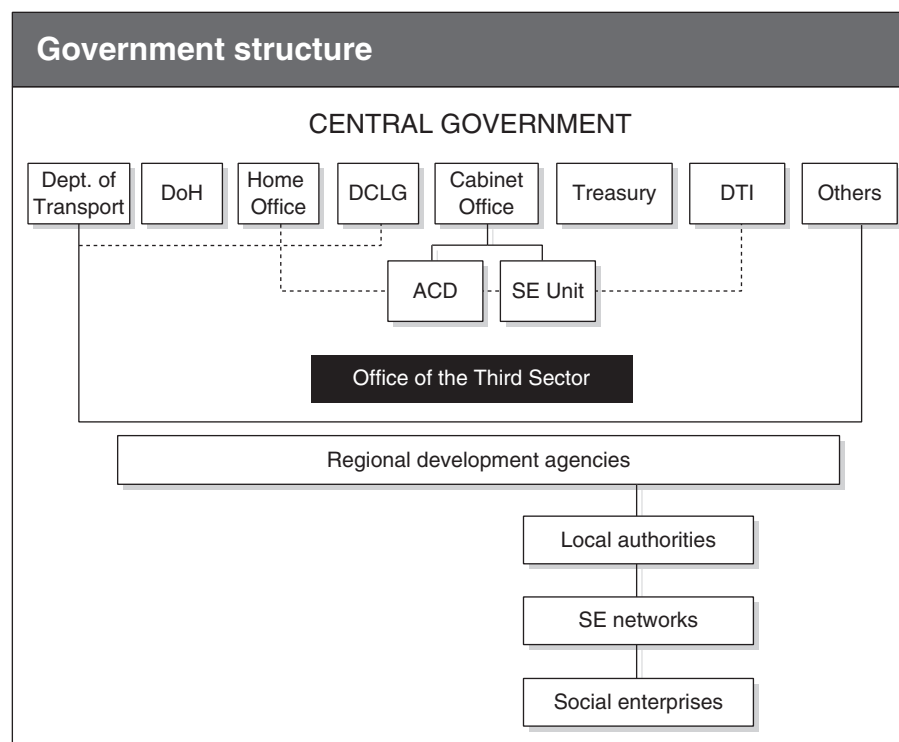 Government structure
CENTRAL GOVERNMENT
Dept. of
Transport
DoH
Home
Office
DCLG
Cabinet
Office
Treasury
DTI
Others
ACD
SE Unit
Office of the Third Sector
Regional development agencies
Local authorities
SE networks
Social enterprises